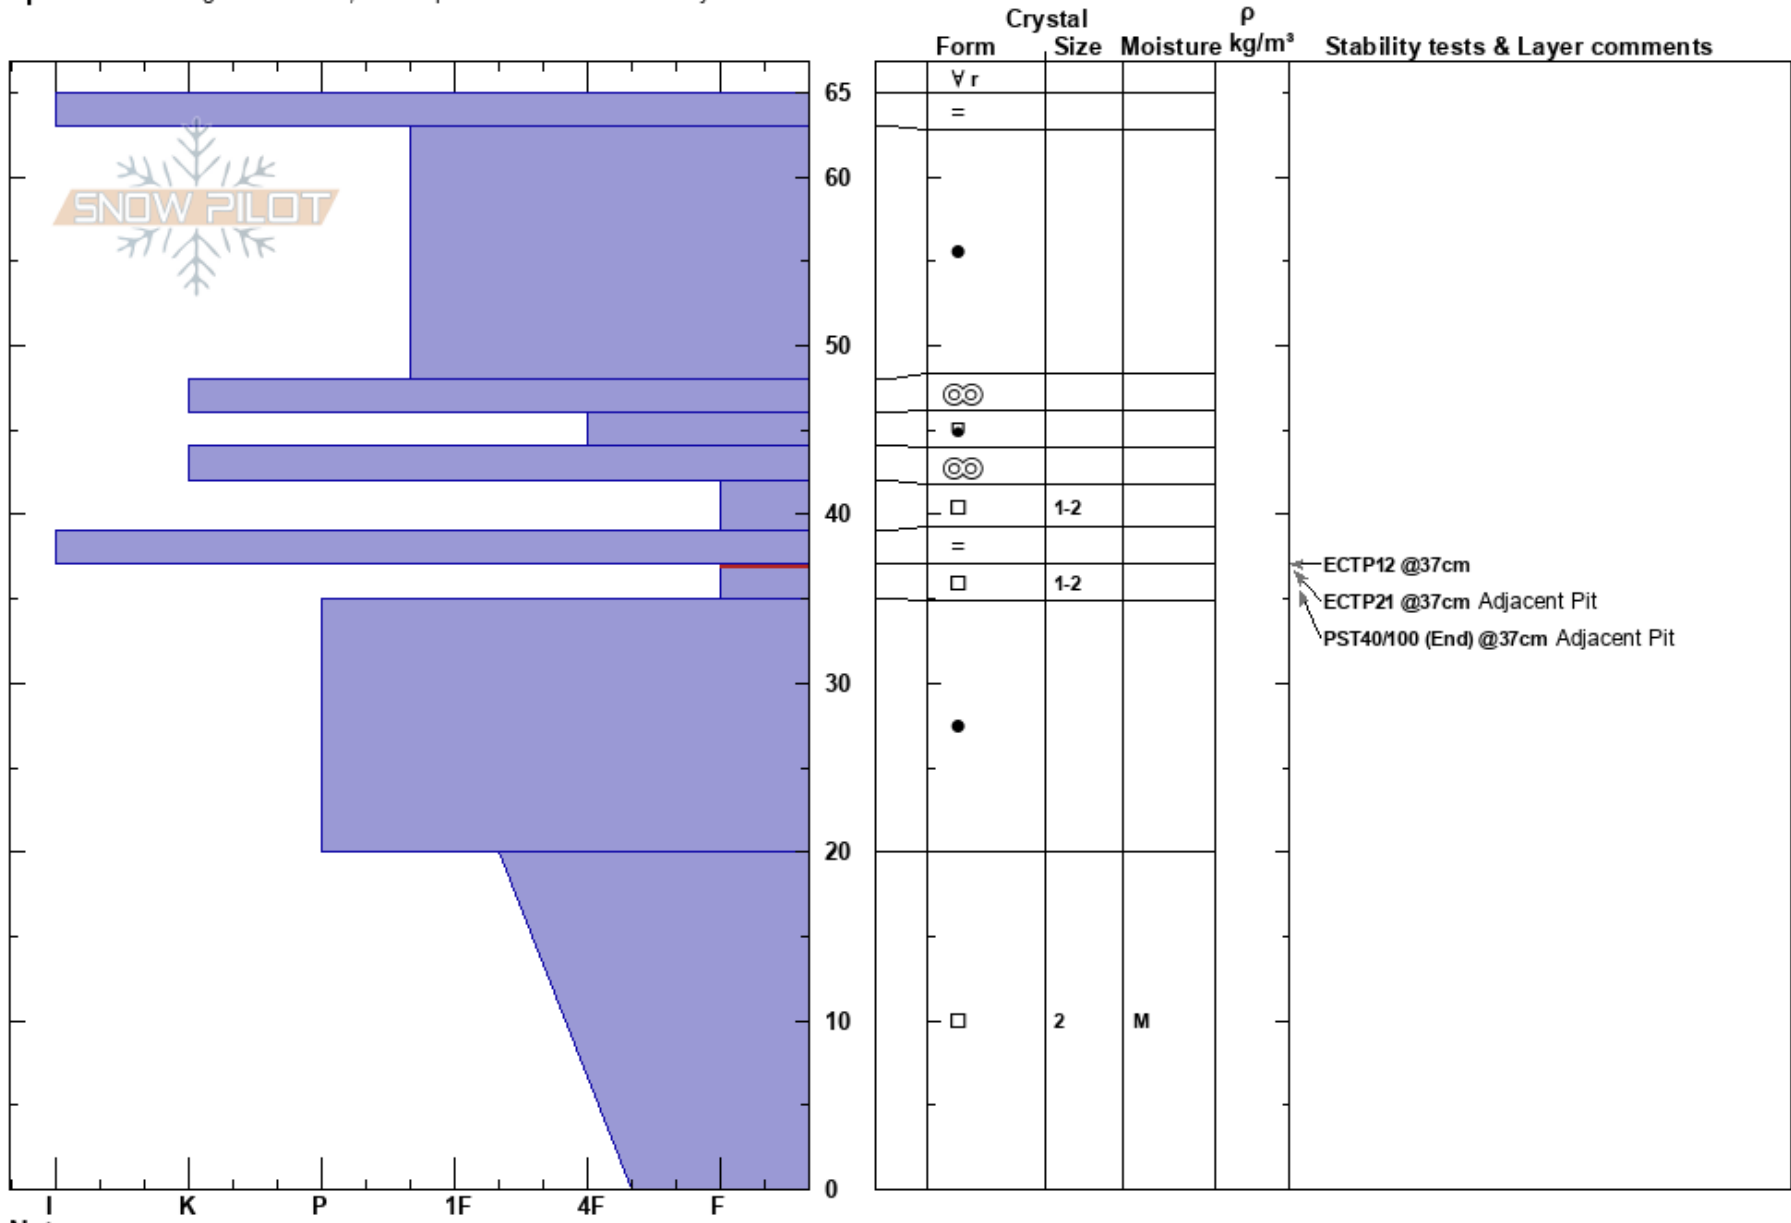 Crystal ρ
Form Size Moisture kg/m³ Stability tests & Layer comments
∀ r
65
=
SNOW PILOT
60
●
50
1-2
40
=
ECTP12 @37cm
1-2
ECTP21 @37cm Adjacent Pit
PST40/100 (End) @37cm Adjacent Pit
30
●
20
10
2 M
0
I K P 1F 4F F